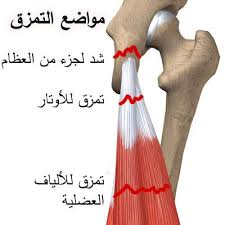 مواضع التمزق
شد لجزء من العظام
تمزق للأوتار
تمزق للألياف
العضلية